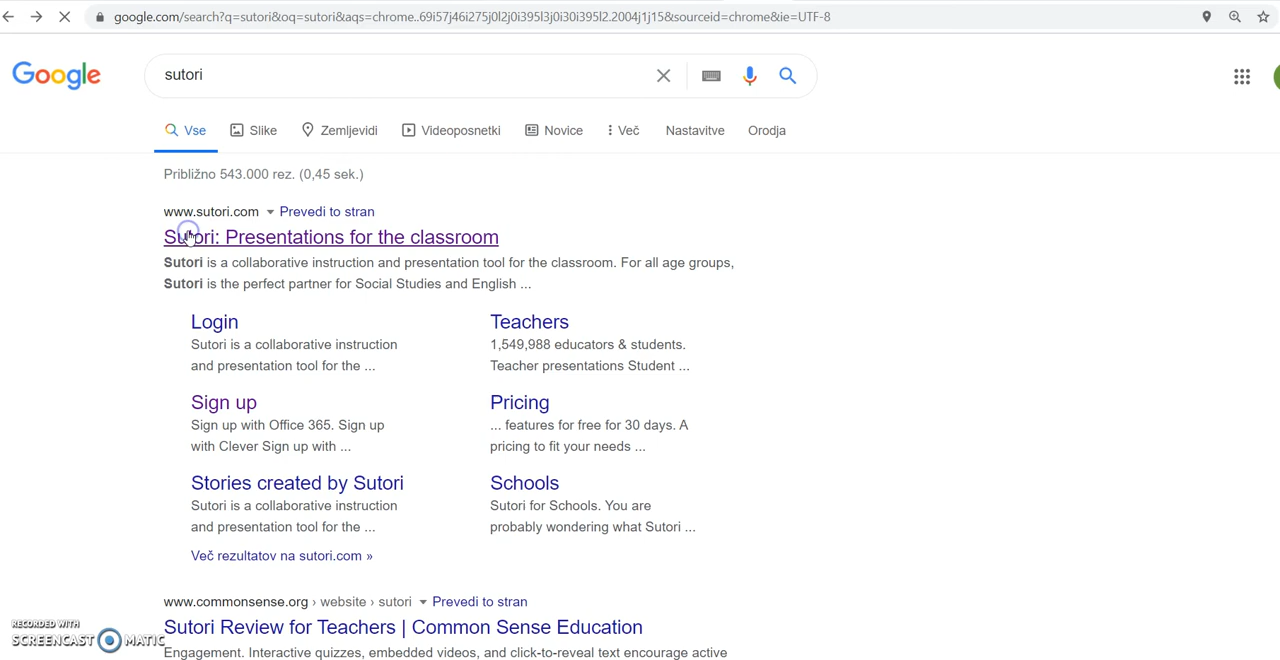 google.com/search?q=sutori&oq=sutori&aqs=chrome..69i57j46i275j0l2j0i395l3j0i30i395l2.2004j1j15&sourceid=chrome&ie=UTF-8
Google
sutori
Vse Slike Zemljevidi Videoposnetki Novice Več Nastavitve Orodja
Približno 543.000 rez. (0,45 sek.)
www.sutori.com Prevedi to stran
Sutori: Presentations for the classroom
Sutori is a collaborative instruction and presentation tool for the classroom. For all age groups,
Sutori is the perfect partner for Social Studies and English ...
Login
Sutori is a collaborative instruction
and presentation tool for the ...
Teachers
1,549,988 educators & students.
Teacher presentations Student ...
Sign up
Sign up with Office 365. Sign up
with Clever Sign up with ...
Pricing
... features for free for 30 days. A
pricing to fit your needs ...
Stories created by Sutori
Sutori is a collaborative instruction
and presentation tool for the ...
Schools
Sutori for Schools. You are
probably wondering what Sutori ...
Več rezultatov na sutori.com »
www.commonsense.org › website › sutori Prevedi to stran
Sutori Review for Teachers | Common Sense Education
Engagement. Interactive quizzes, embedded videos, and click-to-reveal text encourage active
RECORDED WITH
SCREENCAST MATIC